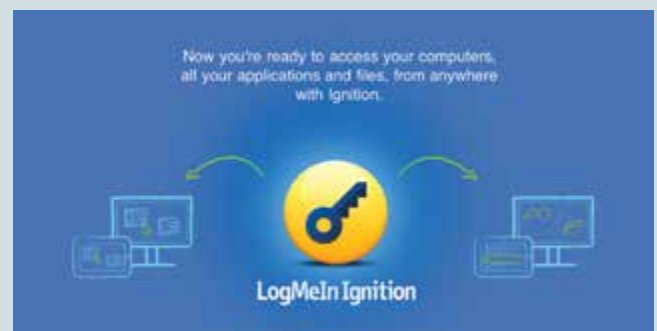 Now you're ready to access your computers,
all your applications and files, from anywhere
with Ignition.
LogMeIn Ignition